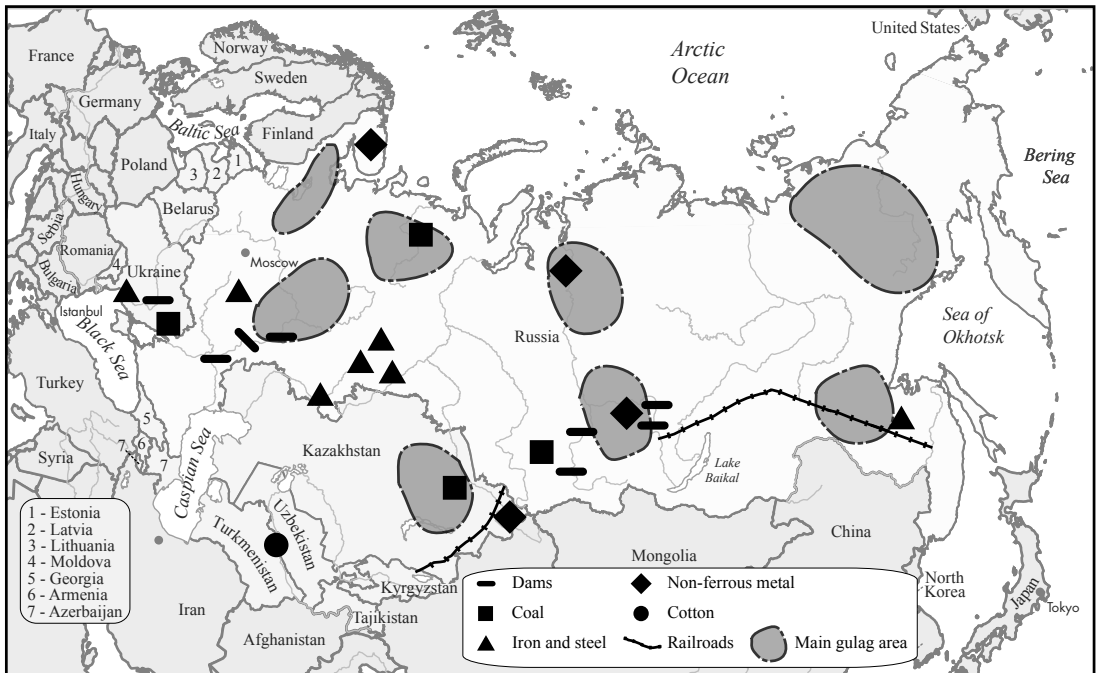 United States
Arctic
Ocean
Norway
Sweden
France
Germany
Baltic Sea
Finland
Italy
Poland
1
2
3
Bering
Sea
Hungary
Belarus
Serbia
Romania
4
Ukraine
Moscow
Bulgaria
Istanbul
Black Sea
Russia
Sea of
Okhotsk
Turkey
5
Kazakhstan
6
7
7
Syria
Caspian Sea
Lake
Baikal
Uzbekistan
Turkmenistan
China
Mongolia
1 - Estonia
2 - Latvia
3 - Lithuania
4 - Moldova
5 - Georgia
6 - Armenia
7 - Azerbaijan
Iran
Kyrgyzstan
Tajikistan
Afghanistan
North
Korea
Japan
Tokyo
Dams
Non-ferrous metal
Coal
Cotton
Iron and steel
Railroads
Main gulag area